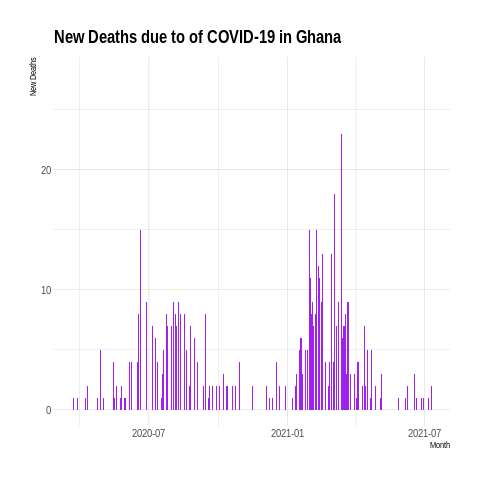 New Deaths due to of COVID-19 in Ghana
New Deaths
20
10
0
2020-07
2021-01
2021-07
Month